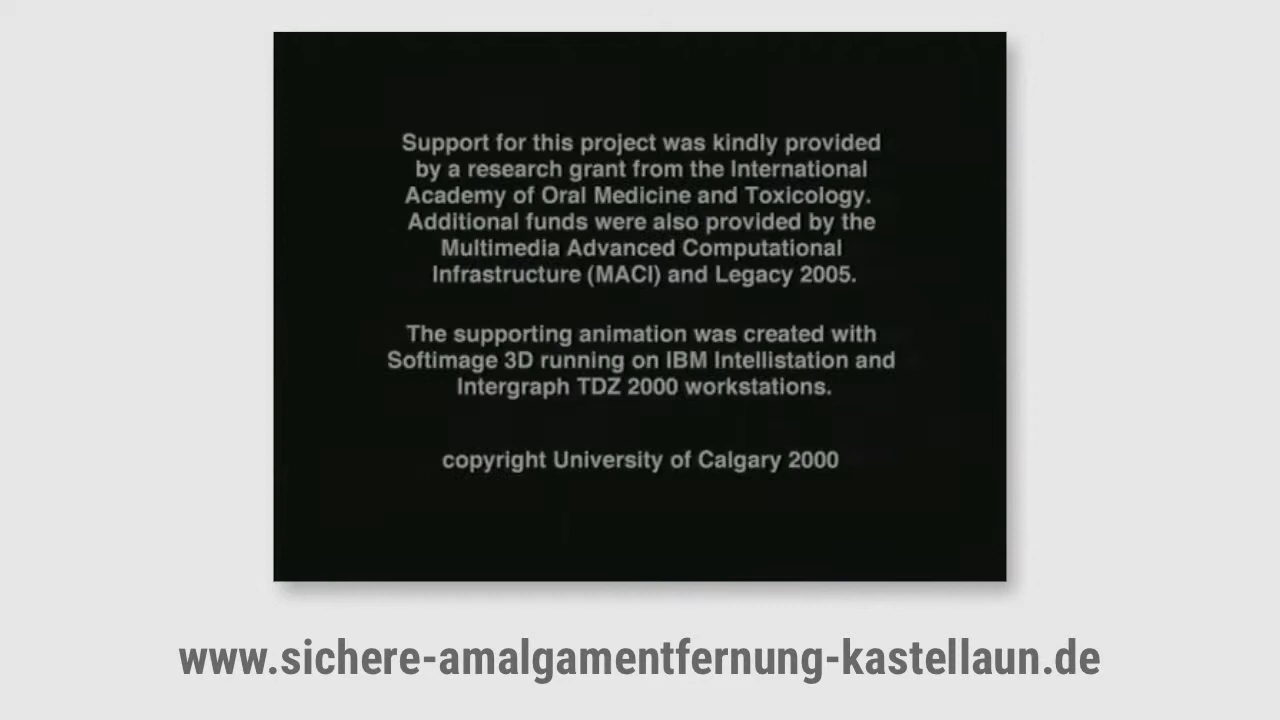 Support for this project was kindly provided
by a research grant from the International
Academy of Oral Medicine and Toxicology.
Additional funds were also provided by the
Multimedia Advanced Computational
Infrastructure (MACI) and Legacy 2005.
The supporting animation was created with
Softimage 3D running on IBM Intellistation and
Intergraph TDZ 2000 workstations.
copyright University of Calgary 2000
www.sichere-amalgamentfernung-kastellaun.de